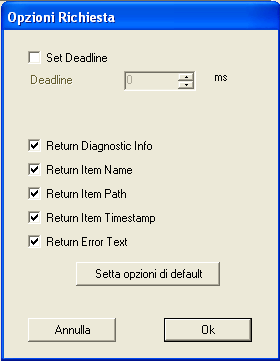 Opzioni Richiesta
Set Deadline
Deadline 0 ms
Return Diagnostic Info
Return Item Name
Return Item Path
Return Item Timestamp
Return Error Text
Setta opzioni di default
Annulla Ok